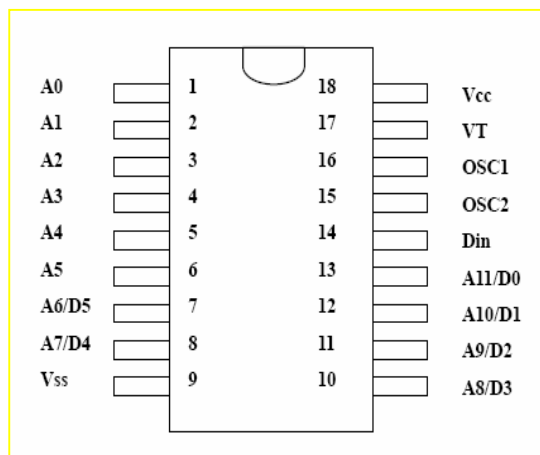 A0 1 18 Vcc
A1 2 17 VT
A2 3 16 OSC1
A3 4 15 OSC2
A4 5 14 Din
A5 6 13 A11/D0
A6/D5 7 12 A10/D1
A7/D4 8 11 A9/D2
Vss 9 10 A8/D3